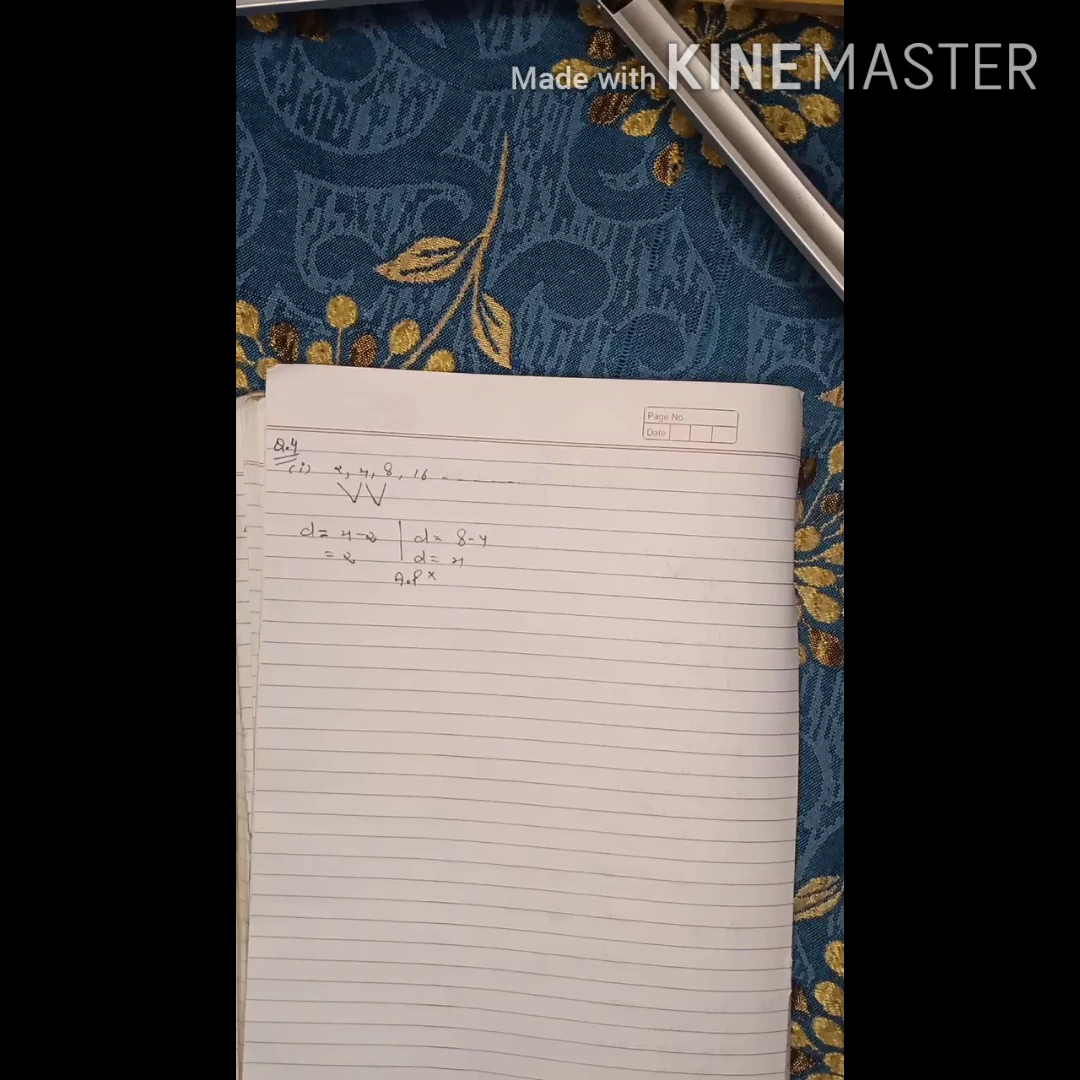 Made with KINEMASTER
Page No.
Date
Q.4
(i) 2, 4, 8, 16 -------
d = 4-2
= 2
d = 8-4
d = 4
A.P ×